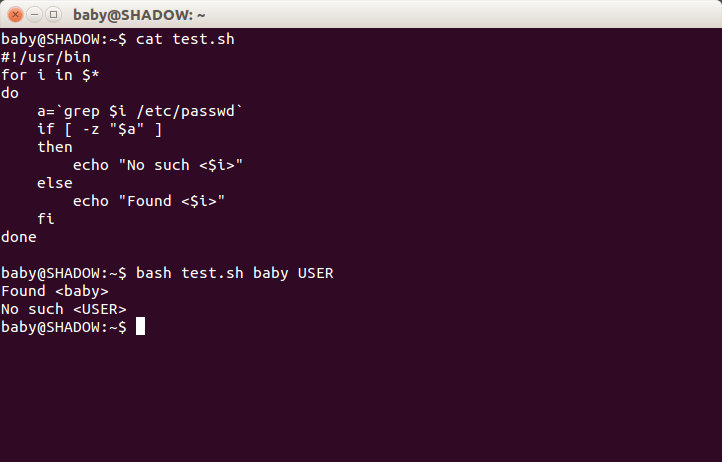 baby@SHADOW: ~
baby@SHADOW:~$ cat test.sh
#!/usr/bin
for i in $*
do
    a=`grep $i /etc/passwd`
    if [ -z "$a" ]
    then
        echo "No such <$i>"
    else
        echo "Found <$i>"
    fi
done

baby@SHADOW:~$ bash test.sh baby USER
Found <baby>
No such <USER>
baby@SHADOW:~$